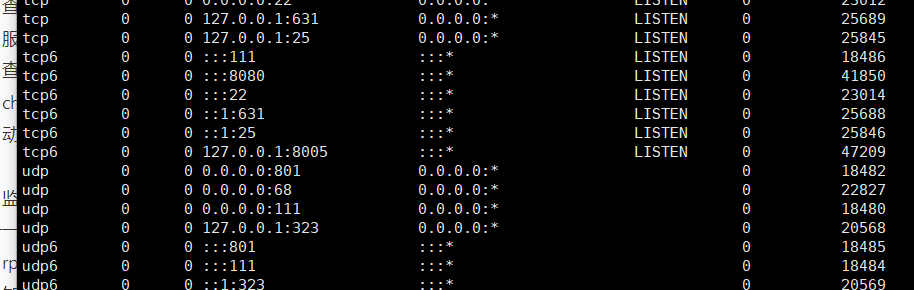 查
服
查
ch
动
监
rp
tcp 0 0 0.0.0.0:22 0.0.0.0:* LISTEN 0 23012
tcp 0 0 127.0.0.1:631 0.0.0.0:* LISTEN 0 25689
tcp 0 0 127.0.0.1:25 0.0.0.0:* LISTEN 0 25845
tcp6 0 0 :::111 :::* LISTEN 0 18486
tcp6 0 0 :::8080 :::* LISTEN 0 41850
tcp6 0 0 :::22 :::* LISTEN 0 23014
tcp6 0 0 ::1:631 :::* LISTEN 0 25688
tcp6 0 0 ::1:25 :::* LISTEN 0 25846
tcp6 0 0 127.0.0.1:8005 :::* LISTEN 0 47209
udp 0 0 0.0.0.0:801 0.0.0.0:* 0 18482
udp 0 0 0.0.0.0:68 0.0.0.0:* 0 22827
udp 0 0 0.0.0.0:111 0.0.0.0:* 0 18480
udp 0 0 127.0.0.1:323 0.0.0.0:* 0 20568
udp6 0 0 :::801 :::* 0 18485
udp6 0 0 :::111 :::* 0 18484
udp6 0 0 ::1:323 :::* 0 20569